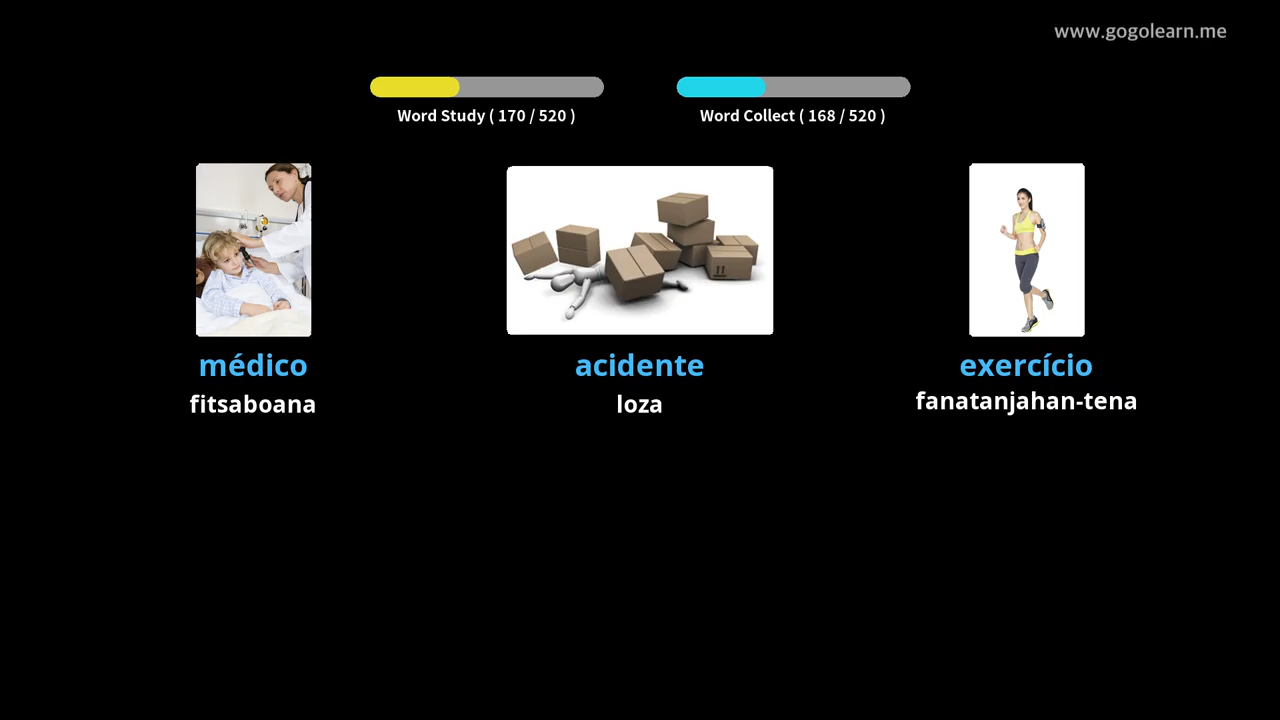 www.gogolearn.me
Word Study ( 170 / 520 )
Word Collect ( 168 / 520 )
médico
acidente
exercício
fitsaboana
loza
fanatanjahan-tena